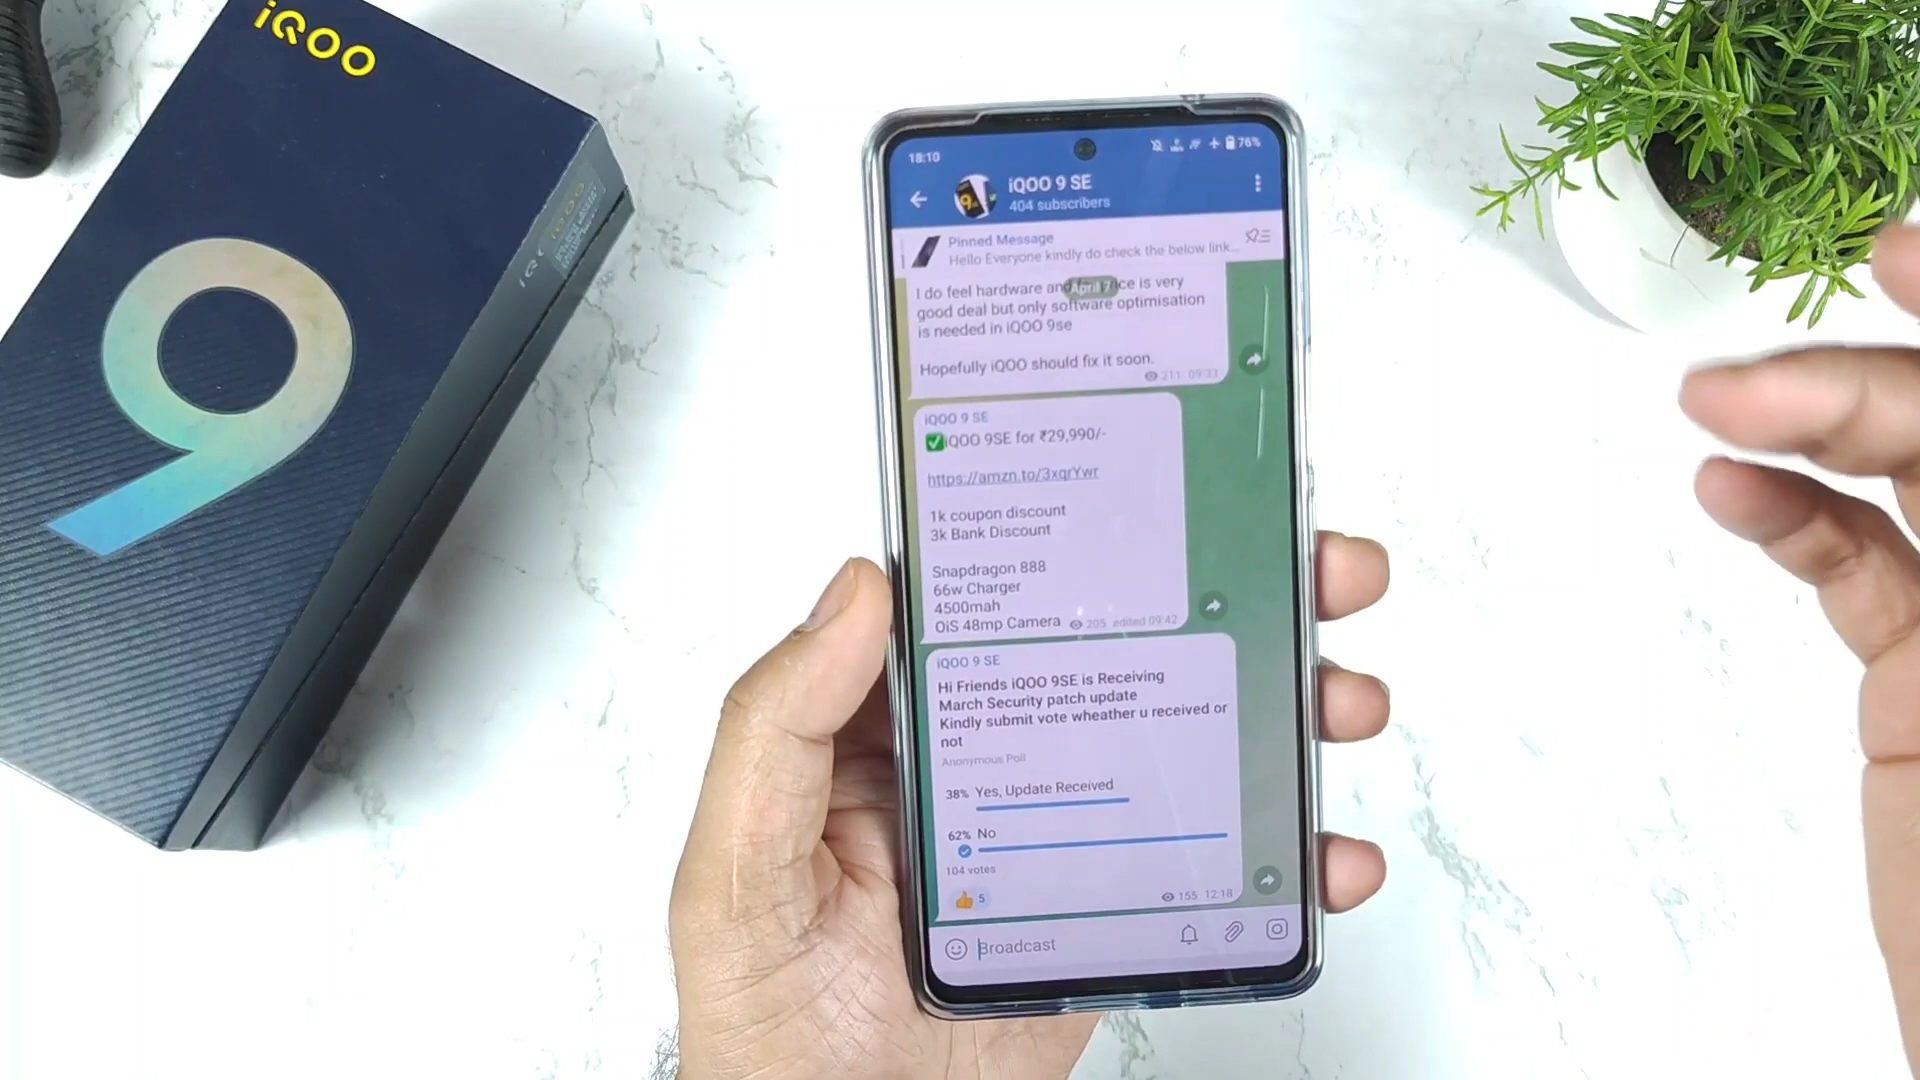 iQOO
9
18:10
76%
iQOO 9 SE
404 subscribers
Pinned Message
Hello Everyone kindly do check the below link...
April 7
I do feel hardware and is very
good deal but only software optimisation
is needed in iQOO 9se
Hopefully iQOO should fix it soon.
211 09:33
iQOO 9 SE
✅iQOO 9SE for ₹29,990/-
https://amzn.to/3xqrYwr
1k coupon discount
3k Bank Discount
Snapdragon 888
66w Charger
4500mah
OiS 48mp Camera
205 edited 09:42
iQOO 9 SE
Hi Friends iQOO 9SE is Receiving
March Security patch update
Kindly submit vote wheather u received or
not
Anonymous Poll
38% Yes, Update Received
62% No
104 votes
👍 5
155 12:18
Broadcast